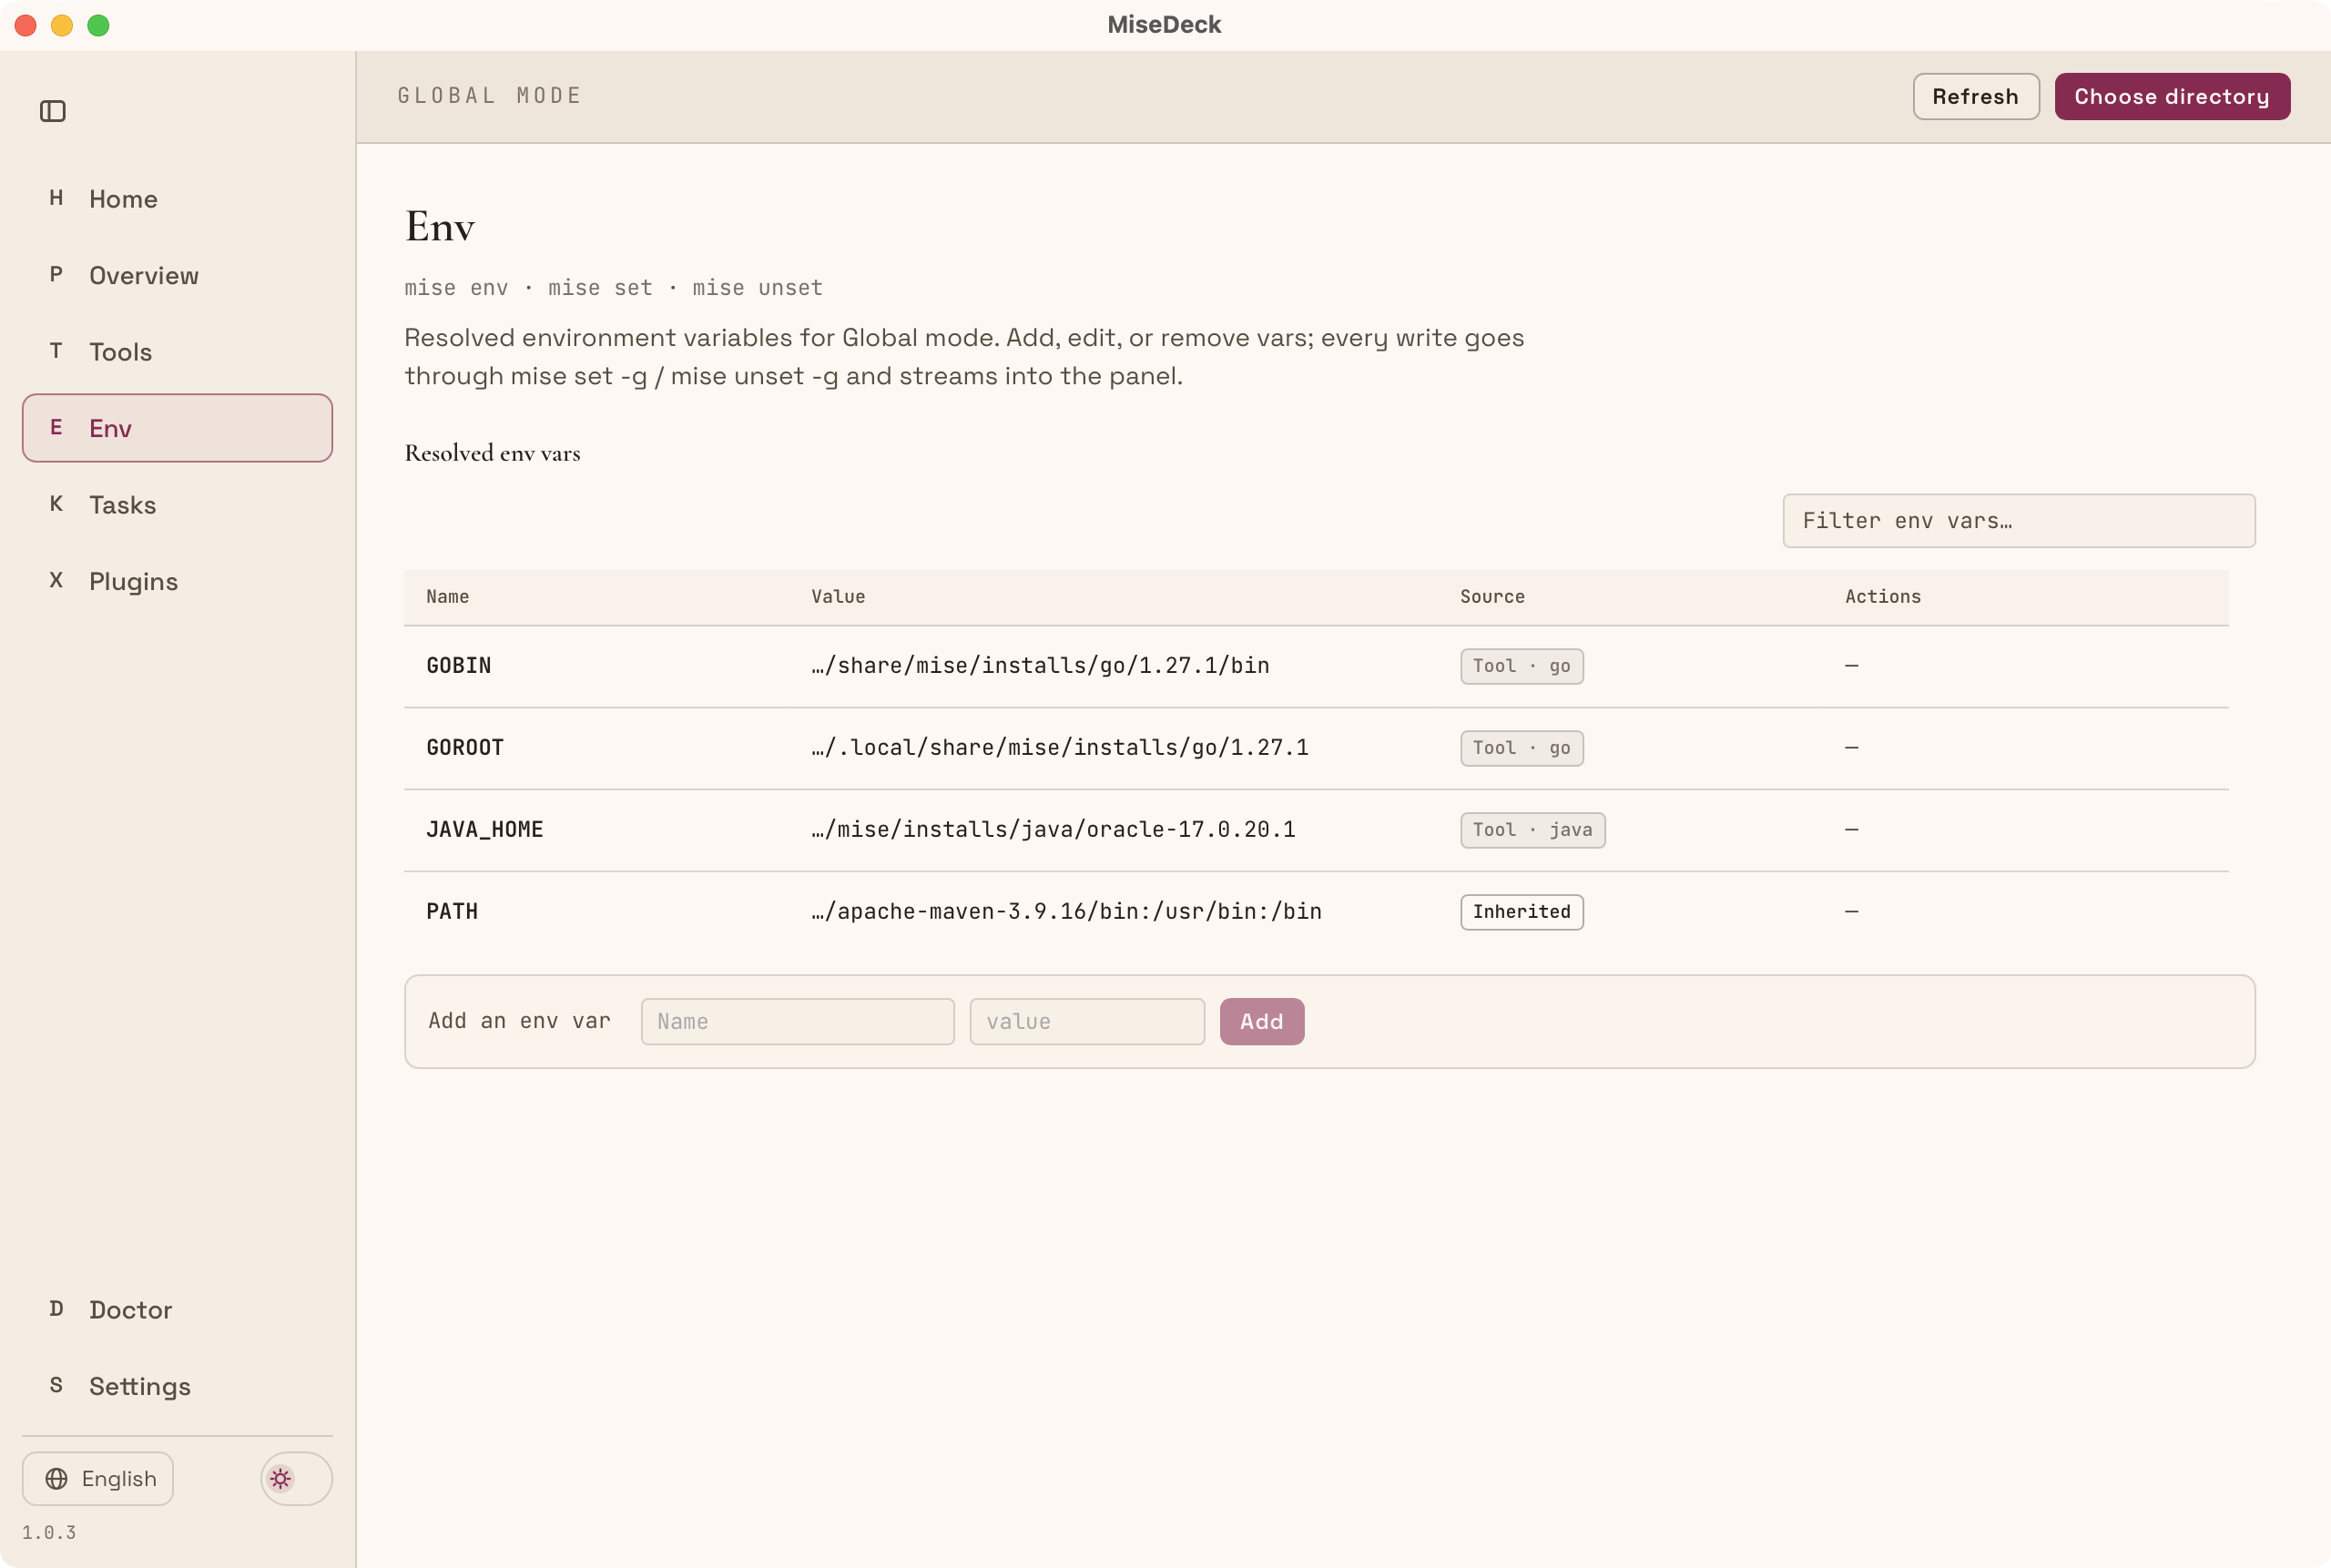 MiseDeck
GLOBAL MODE
Refresh
Choose directory
H Home
P Overview
T Tools
E Env
K Tasks
X Plugins
D Doctor
S Settings
English
1.0.3
Env
mise env · mise set · mise unset
Resolved environment variables for Global mode. Add, edit, or remove vars; every write goes
through mise set -g / mise unset -g and streams into the panel.
Resolved env vars
Filter env vars…
Name Value Source Actions
GOBIN …/share/mise/installs/go/1.27.1/bin Tool · go —
GOROOT …/.local/share/mise/installs/go/1.27.1 Tool · go —
JAVA_HOME …/mise/installs/java/oracle-17.0.20.1 Tool · java —
PATH …/apache-maven-3.9.16/bin:/usr/bin:/bin Inherited —
Add an env var Name value Add